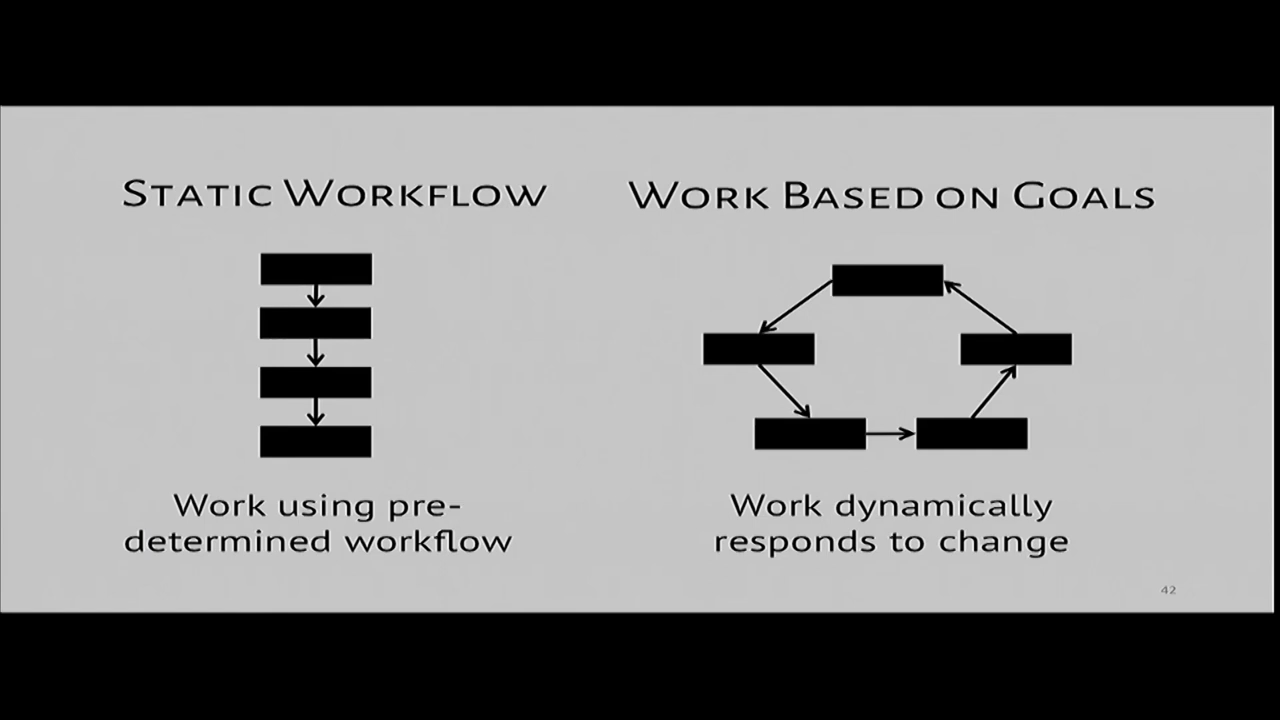 Static Workflow
Work Based on Goals
Work using pre-
determined workflow
Work dynamically
responds to change
42